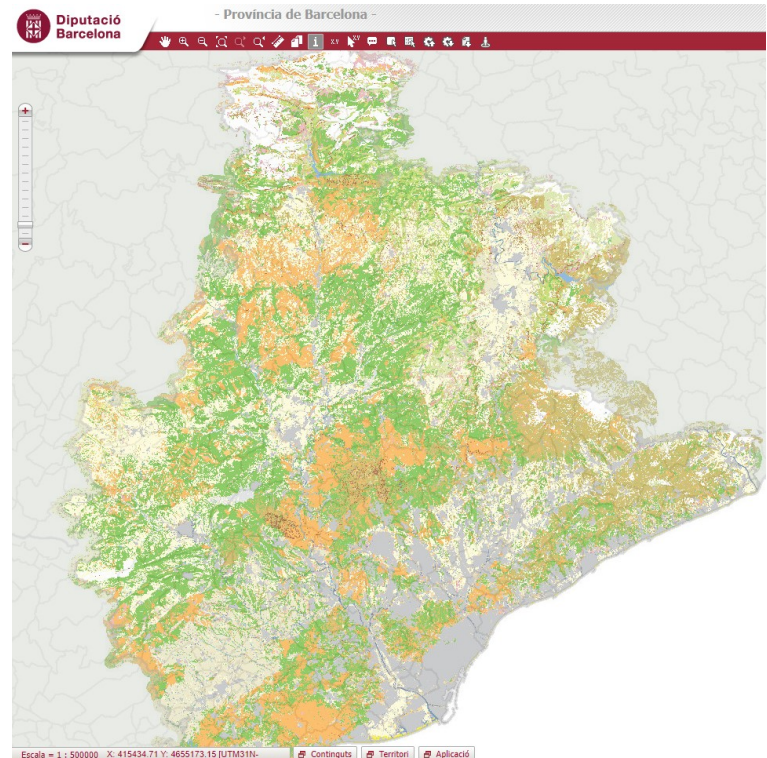 Diputació
Barcelona
- Província de Barcelona -
X,Y
X,Y
+
−
Escala = 1 : 500000 X: 415434.71 Y: 4655173.15 [UTM31N-
Continguts
Territori
Aplicació